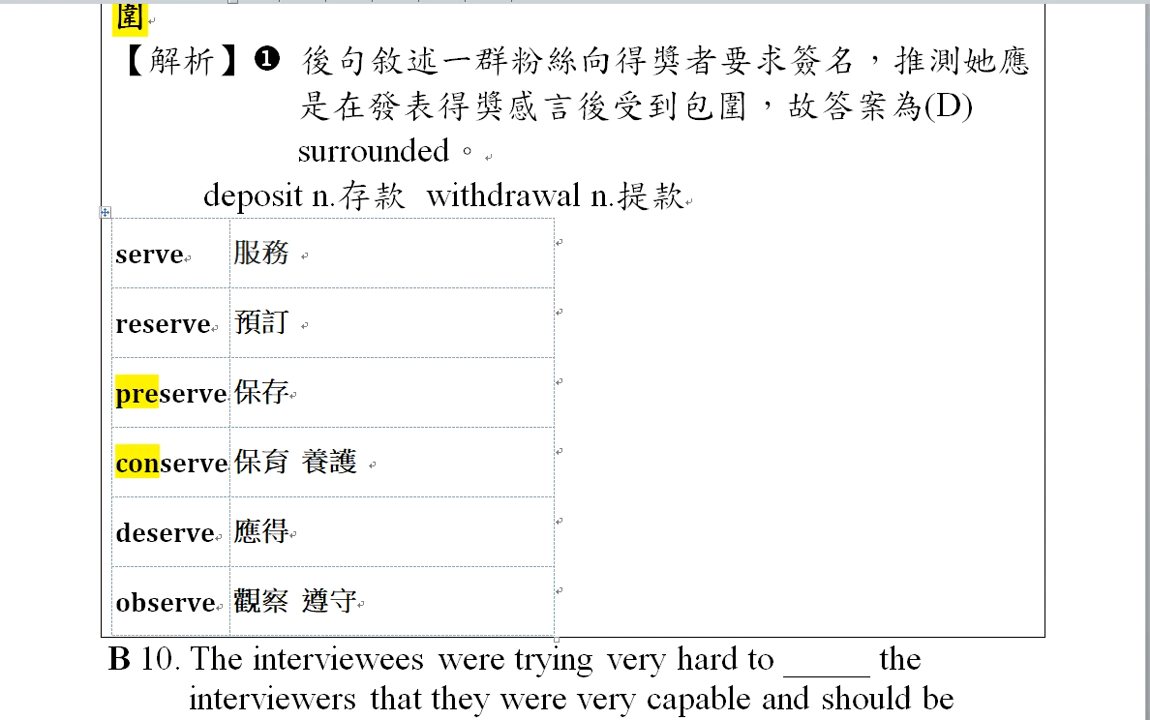 圍
【解析】❶ 後句敘述一群粉絲向得獎者要求簽名，推測她應
是在發表得獎感言後受到包圍，故答案為(D)
surrounded。
deposit n.存款 withdrawal n.提款
serve 服務
reserve 預訂
preserve 保存
conserve 保育 養護
deserve 應得
observe 觀察 遵守
B 10. The interviewees were trying very hard to ______ the
interviewers that they were very capable and should be